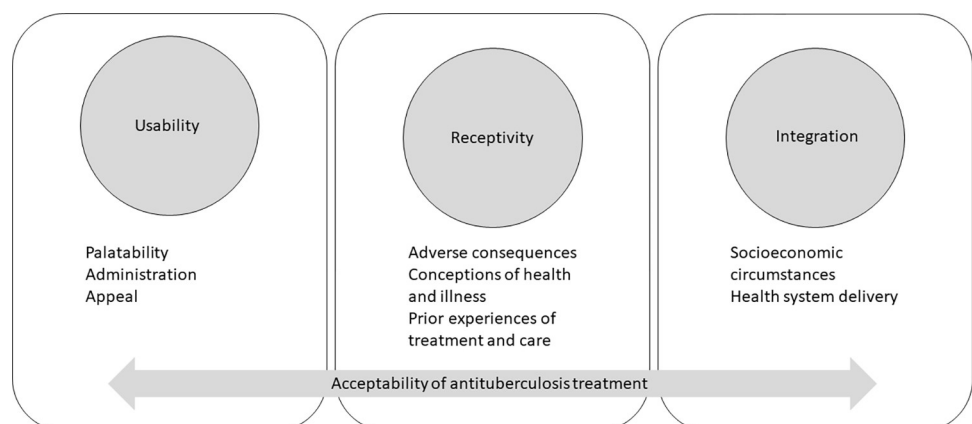 Usability
Palatability
Administration
Appeal
Receptivity
Adverse consequences
Conceptions of health
and illness
Prior experiences of
treatment and care
Integration
Socioeconomic
circumstances
Health system delivery
Acceptability of antituberculosis treatment